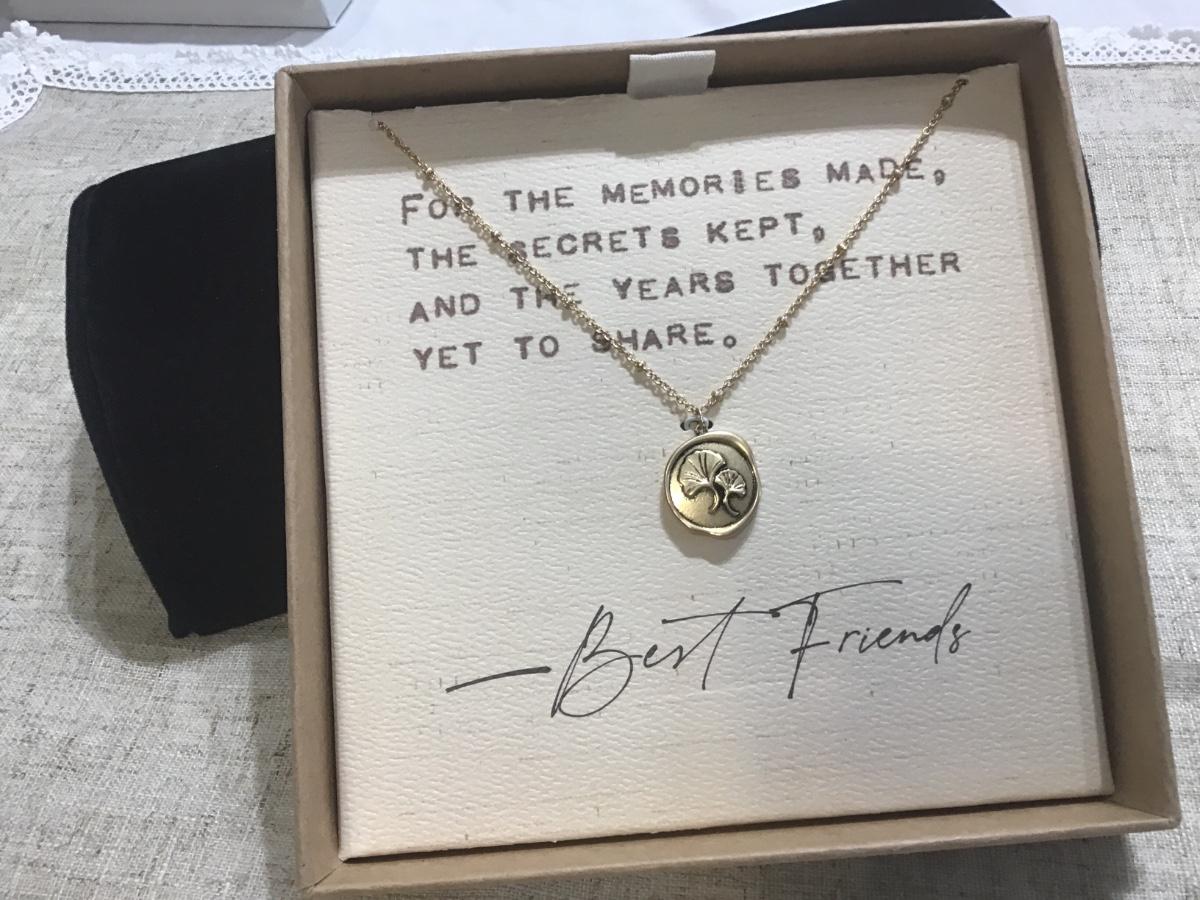 FOR THE MEMORIES MADE,
THE SECRETS KEPT,
AND THE YEARS TOGETHER
YET TO SHARE.
—Best Friends